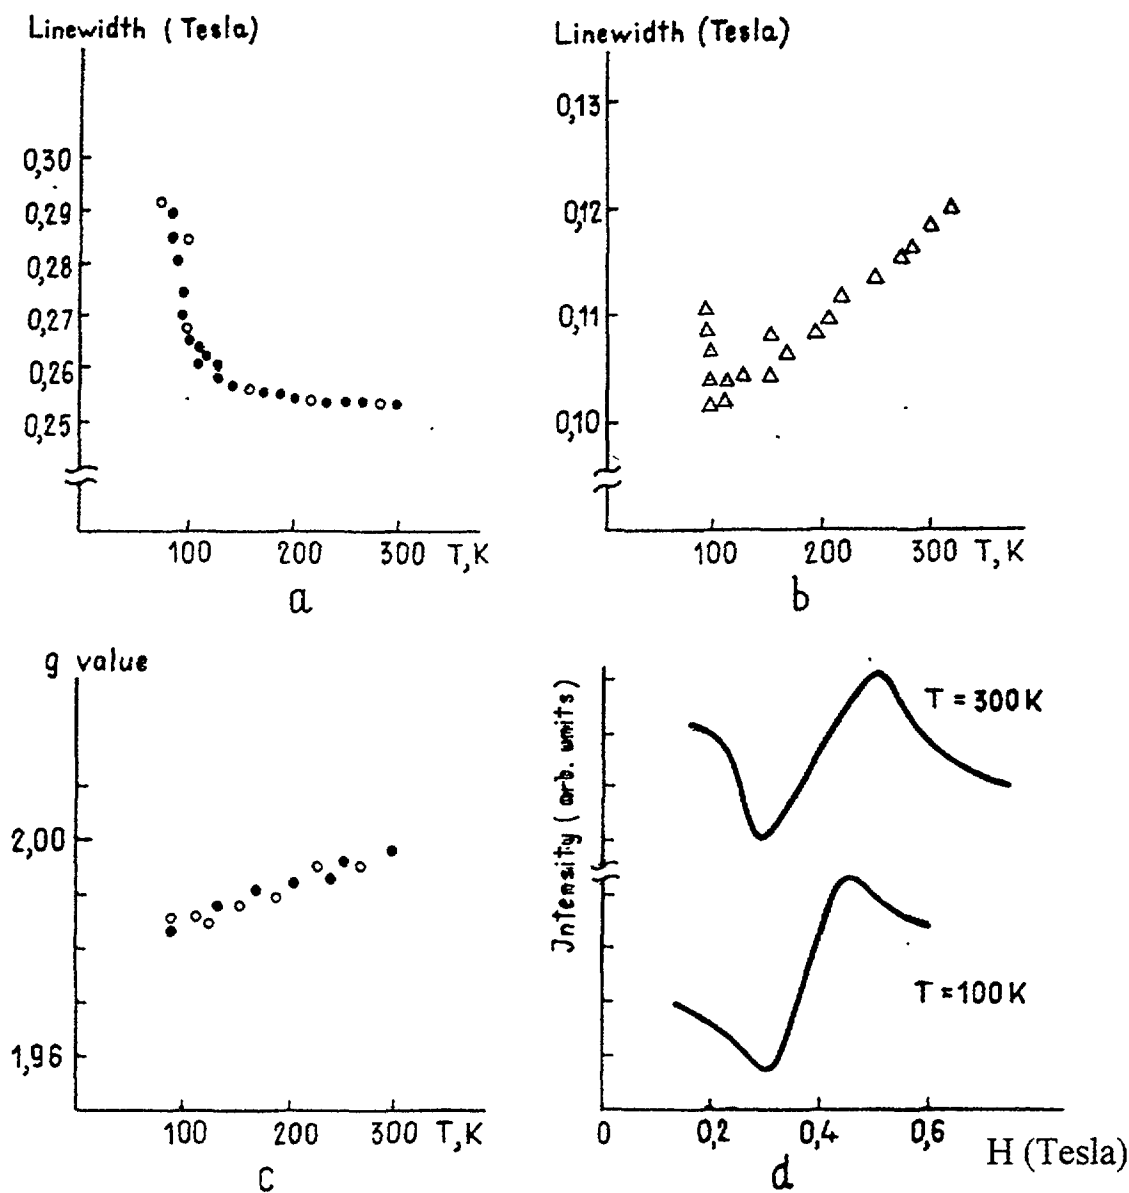 Linewidth (Tesla)
0,30
0,29
0,28
0,27
0,26
0,25
100 200 300 T,K
a
Linewidth (Tesla)
0,13
0,12
0,11
0,10
100 200 300 T,K
b
g value
2,00
1,96
100 200 300 T,K
c
Intensity (arb. units)
T = 300K
T = 100K
0 0,2 0,4 0,6 H (Tesla)
d